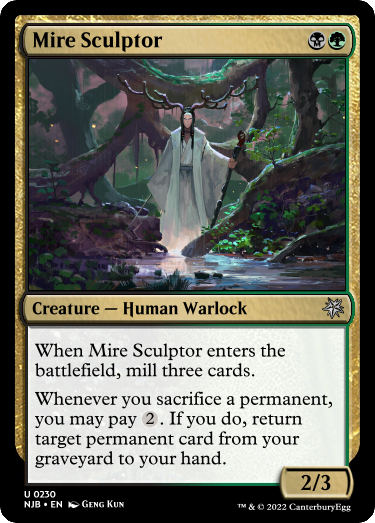 Mire Sculptor
Creature — Human Warlock
When Mire Sculptor enters the
battlefield, mill three cards.
Whenever you sacrifice a permanent,
you may pay 2. If you do, return
target permanent card from your
graveyard to your hand.
2/3
U 0230
NJB • EN Geng Kun
™ & © 2022 CanterburyEgg